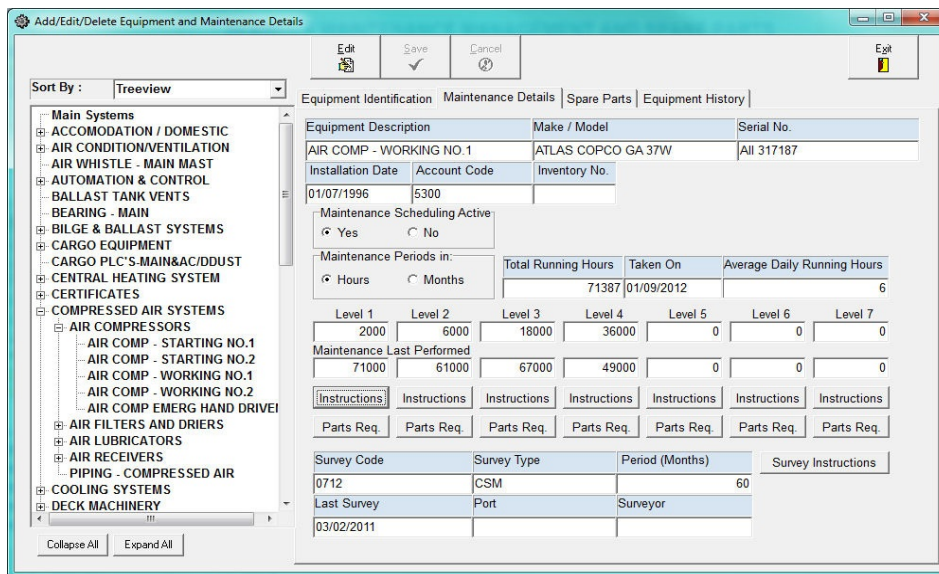 Add/Edit/Delete Equipment and Maintenance Details
Edit Save Cancel Exit
Sort By : Treeview
Main Systems
ACCOMODATION / DOMESTIC
AIR CONDITION/VENTILATION
AIR WHISTLE - MAIN MAST
AUTOMATION & CONTROL
BALLAST TANK VENTS
BEARING - MAIN
BILGE & BALLAST SYSTEMS
CARGO EQUIPMENT
CARGO PLC'S-MAIN&AC/DDUST
CENTRAL HEATING SYSTEM
CERTIFICATES
COMPRESSED AIR SYSTEMS
AIR COMPRESSORS
AIR COMP - STARTING NO.1
AIR COMP - STARTING NO.2
AIR COMP - WORKING NO.1
AIR COMP - WORKING NO.2
AIR COMP EMERG HAND DRIVE
AIR FILTERS AND DRIERS
AIR LUBRICATORS
AIR RECEIVERS
PIPING - COMPRESSED AIR
COOLING SYSTEMS
DECK MACHINERY
Collapse All Expand All
Equipment Identification Maintenance Details Spare Parts Equipment History
Equipment Description Make / Model Serial No.
AIR COMP - WORKING NO.1 ATLAS COPCO GA 37W AII 317187
Installation Date Account Code Inventory No.
01/07/1996 5300
Maintenance Scheduling Active
Yes No
Maintenance Periods in:
Hours Months
Total Running Hours Taken On Average Daily Running Hours
71387 01/09/2012 6
Level 1 Level 2 Level 3 Level 4 Level 5 Level 6 Level 7
2000 6000 18000 36000 0 0 0
Maintenance Last Performed
71000 61000 67000 49000 0 0 0
Instructions Instructions Instructions Instructions Instructions Instructions Instructions
Parts Req. Parts Req. Parts Req. Parts Req. Parts Req. Parts Req. Parts Req.
Survey Code Survey Type Period (Months) Survey Instructions
0712 CSM 60
Last Survey Port Surveyor
03/02/2011